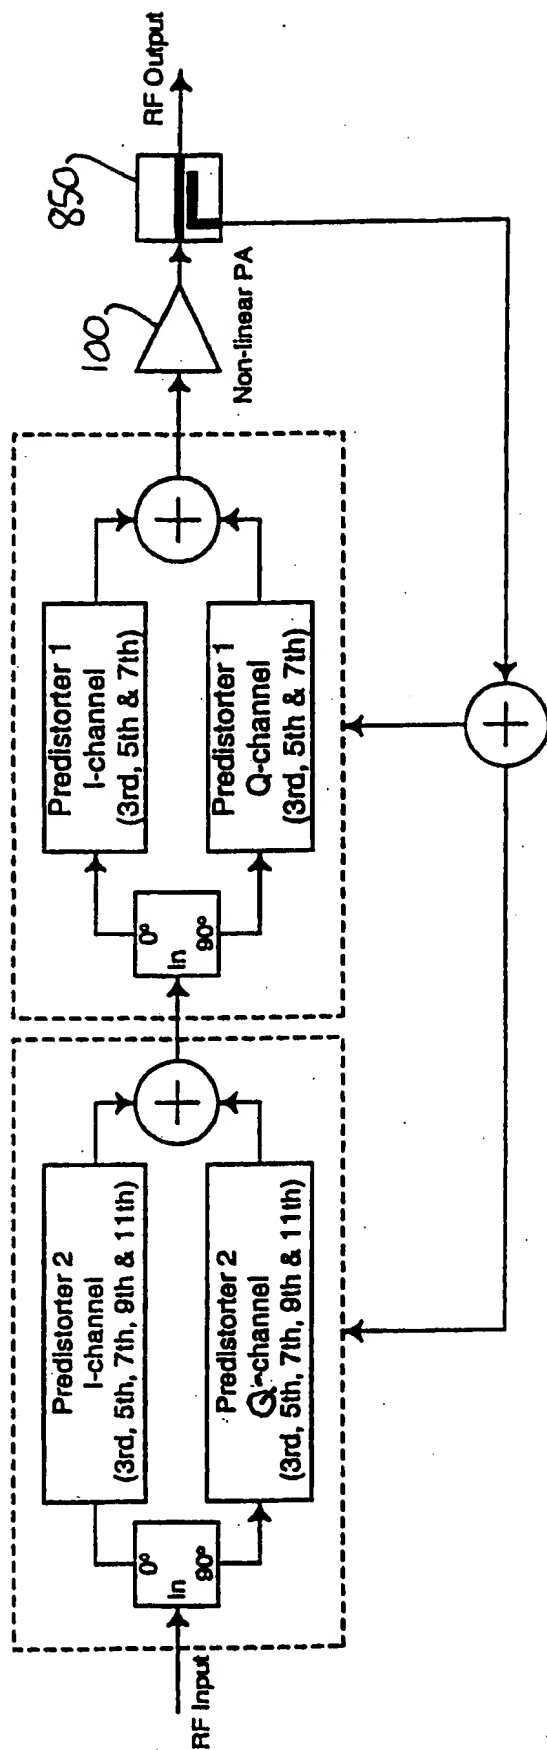 RF Input
In
0°
90°
Predistorter 2
I-channel
(3rd, 5th, 7th, 9th & 11th)
Predistorter 2
Q-channel
(3rd, 5th, 7th, 9th & 11th)
In
0°
90°
Predistorter 1
I-channel
(3rd, 5th & 7th)
Predistorter 1
Q-channel
(3rd, 5th & 7th)
100
Non-linear PA
850
RF Output